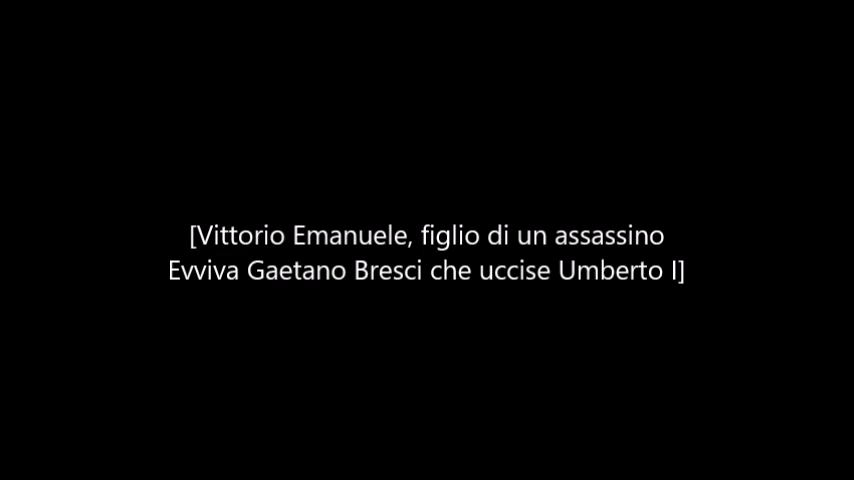 [Vittorio Emanuele, figlio di un assassino
Evviva Gaetano Bresci che uccise Umberto I]